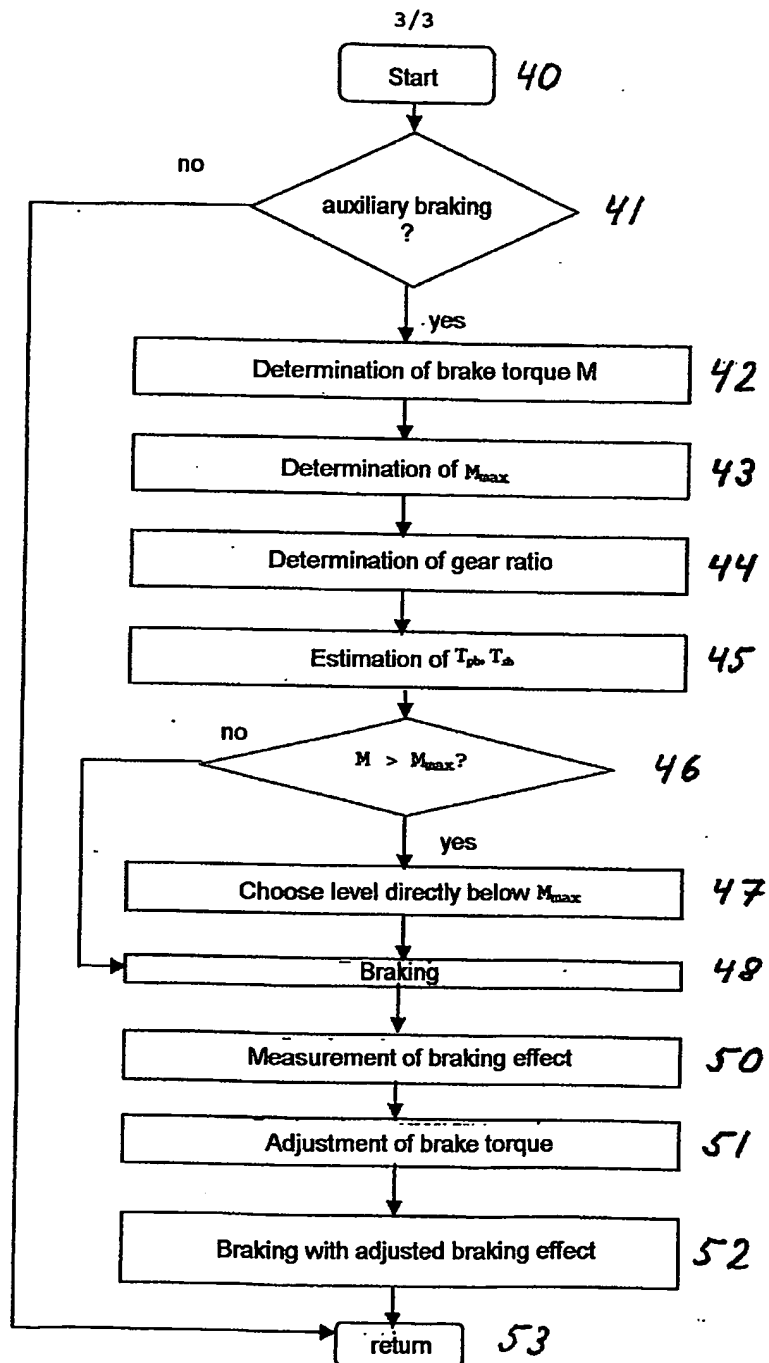 3/3
Start 40
no
auxiliary braking
?
41
yes
Determination of brake torque M 42
Determination of Mmax 43
Determination of gear ratio 44
Estimation of Tpb, Tsb 45
no
M > Mmax? 46
yes
Choose level directly below Mmax 47
Braking 48
Measurement of braking effect 50
Adjustment of brake torque 51
Braking with adjusted braking effect 52
return 53